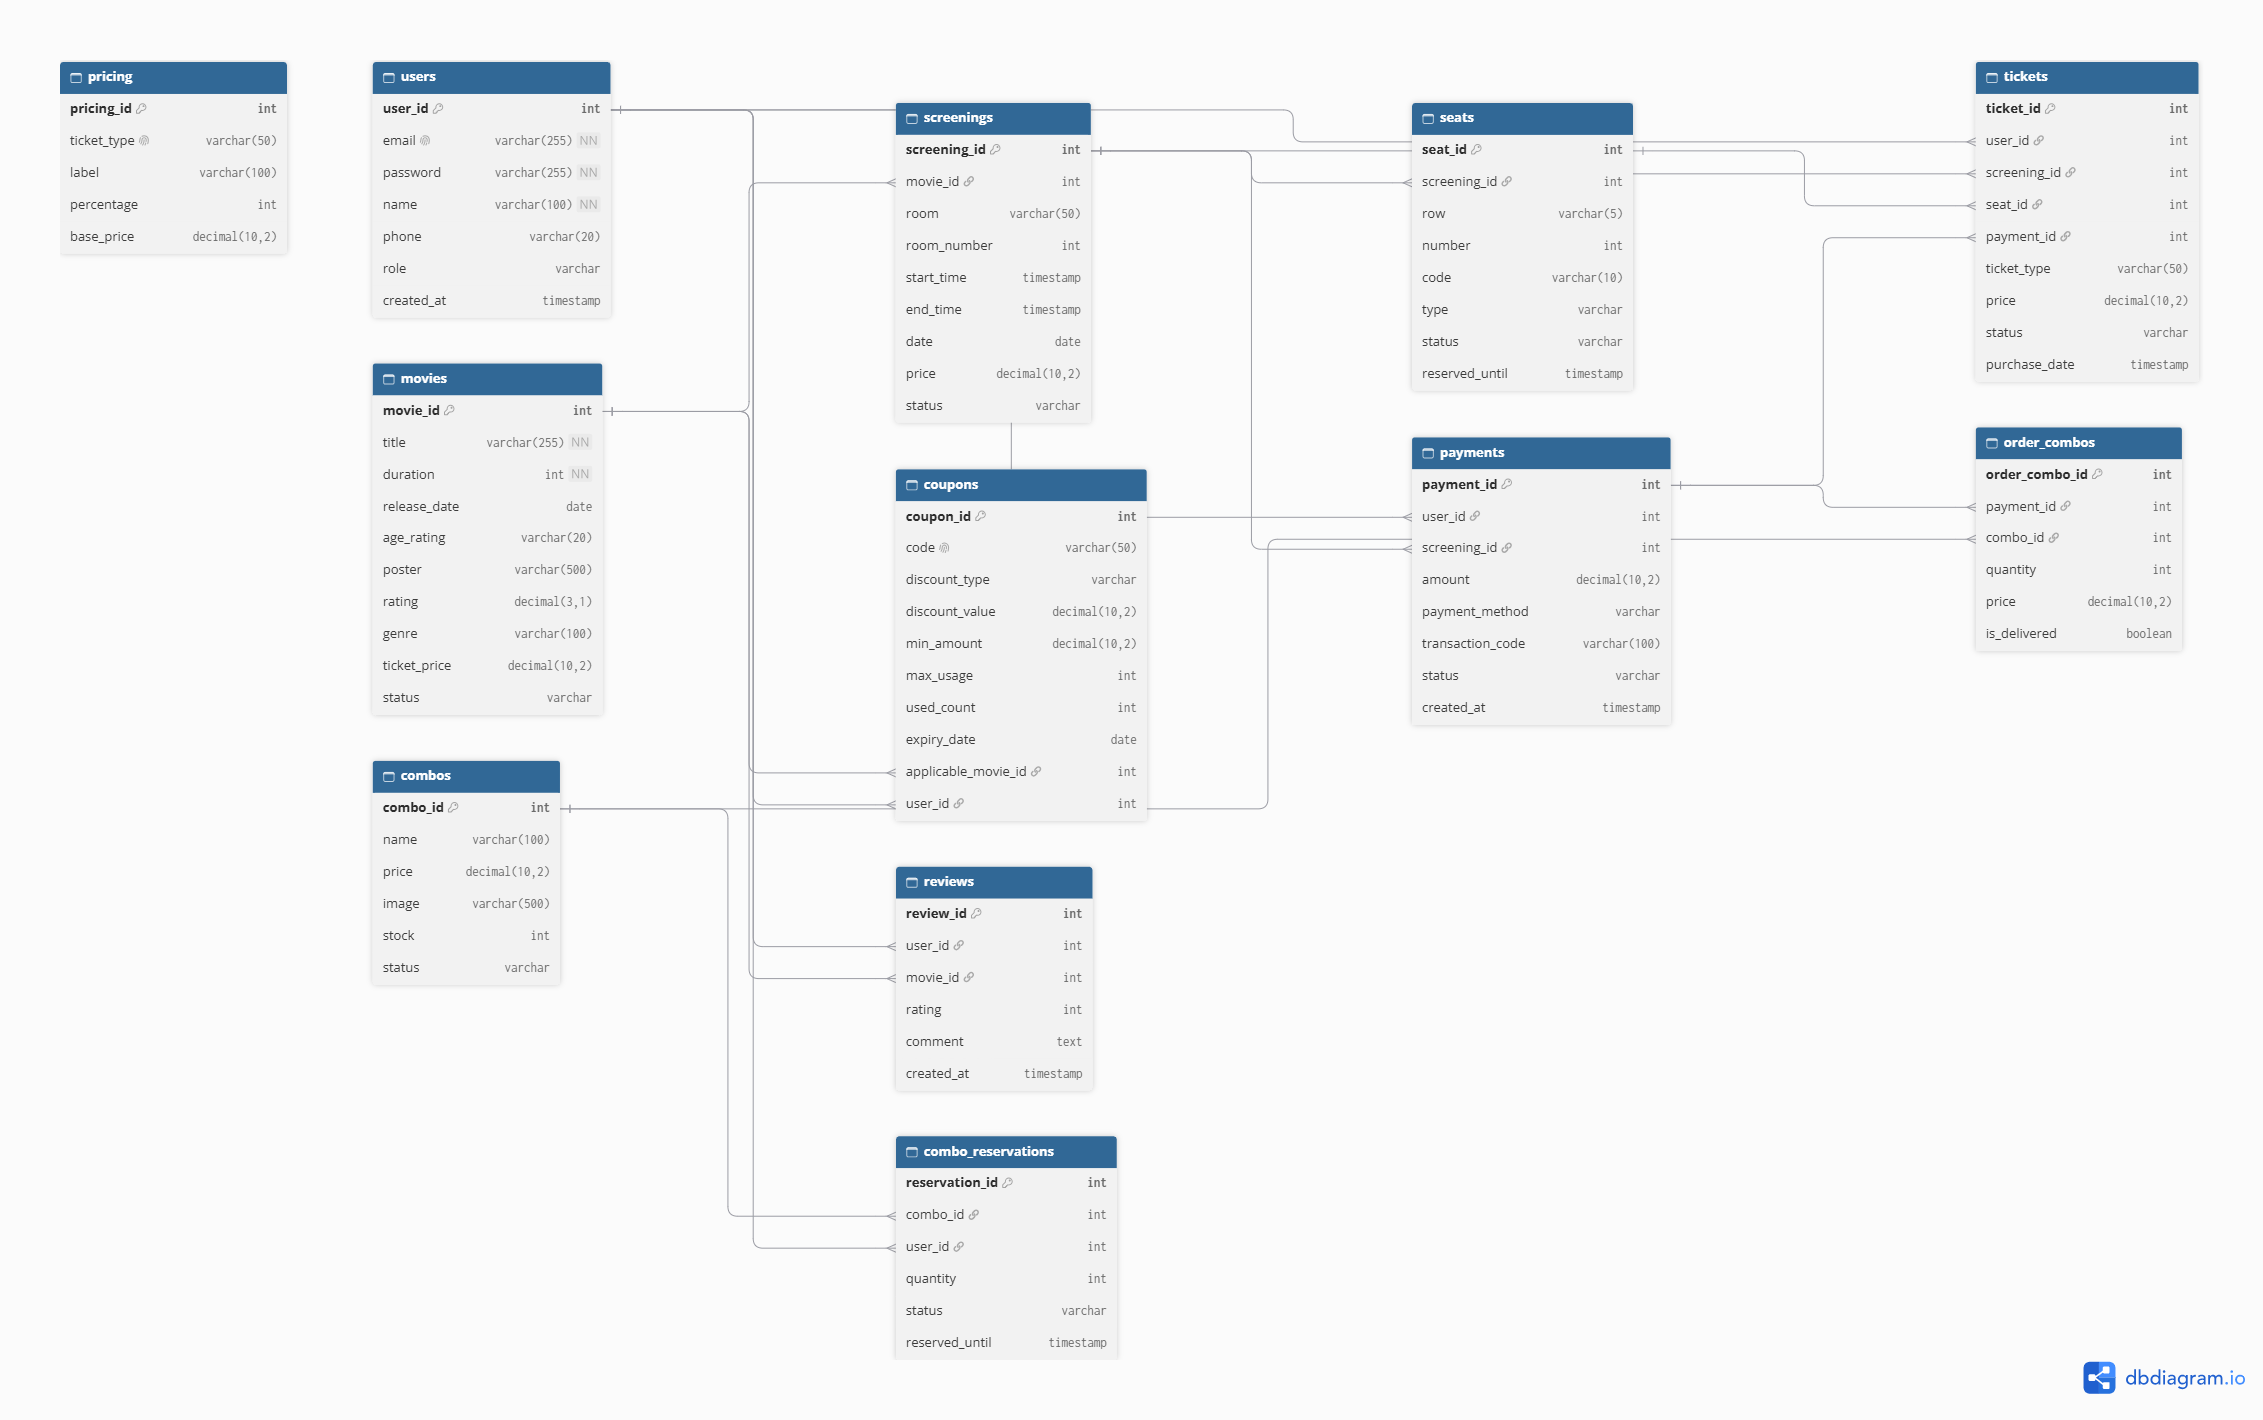 pricing
pricing_id int
ticket_type varchar(50)
label varchar(100)
percentage int
base_price decimal(10,2)
users
user_id int
email varchar(255) NN
password varchar(255) NN
name varchar(100) NN
phone varchar(20)
role varchar
created_at timestamp
movies
movie_id int
title varchar(255) NN
duration int NN
release_date date
age_rating varchar(20)
poster varchar(500)
rating decimal(3,1)
genre varchar(100)
ticket_price decimal(10,2)
status varchar
combos
combo_id int
name varchar(100)
price decimal(10,2)
image varchar(500)
stock int
status varchar
screenings
screening_id int
movie_id int
room varchar(50)
room_number int
start_time timestamp
end_time timestamp
date date
price decimal(10,2)
status varchar
coupons
coupon_id int
code varchar(50)
discount_type varchar
discount_value decimal(10,2)
min_amount decimal(10,2)
max_usage int
used_count int
expiry_date date
applicable_movie_id int
user_id int
reviews
review_id int
user_id int
movie_id int
rating int
comment text
created_at timestamp
combo_reservations
reservation_id int
combo_id int
user_id int
quantity int
status varchar
reserved_until timestamp
seats
seat_id int
screening_id int
row varchar(5)
number int
code varchar(10)
type varchar
status varchar
reserved_until timestamp
payments
payment_id int
user_id int
screening_id int
amount decimal(10,2)
payment_method varchar
transaction_code varchar(100)
status varchar
created_at timestamp
tickets
ticket_id int
user_id int
screening_id int
seat_id int
payment_id int
ticket_type varchar(50)
price decimal(10,2)
status varchar
purchase_date timestamp
order_combos
order_combo_id int
payment_id int
combo_id int
quantity int
price decimal(10,2)
is_delivered boolean
dbdiagram.io